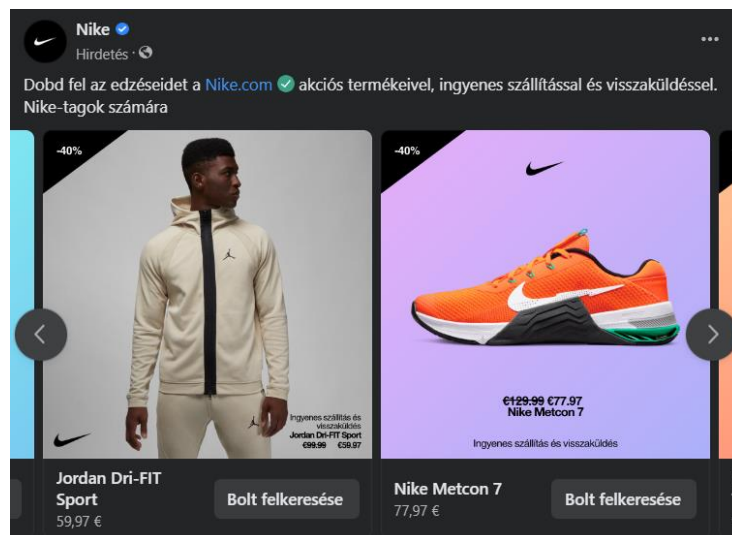 Nike
Hirdetés ·
Dobd fel az edzéseidet a Nike.com akciós termékeivel, ingyenes szállítással és visszaküldéssel.
Nike-tagok számára
-40%
Ingyenes szállítás és
visszaküldés
Jordan Dri-FIT Sport
€99.99 €59.97
-40%
€129.99 €77.97
Nike Metcon 7
Ingyenes szállítás és visszaküldés
Jordan Dri-FIT
Sport
59,97 €
Bolt felkeresése
Nike Metcon 7
77,97 €
Bolt felkeresése